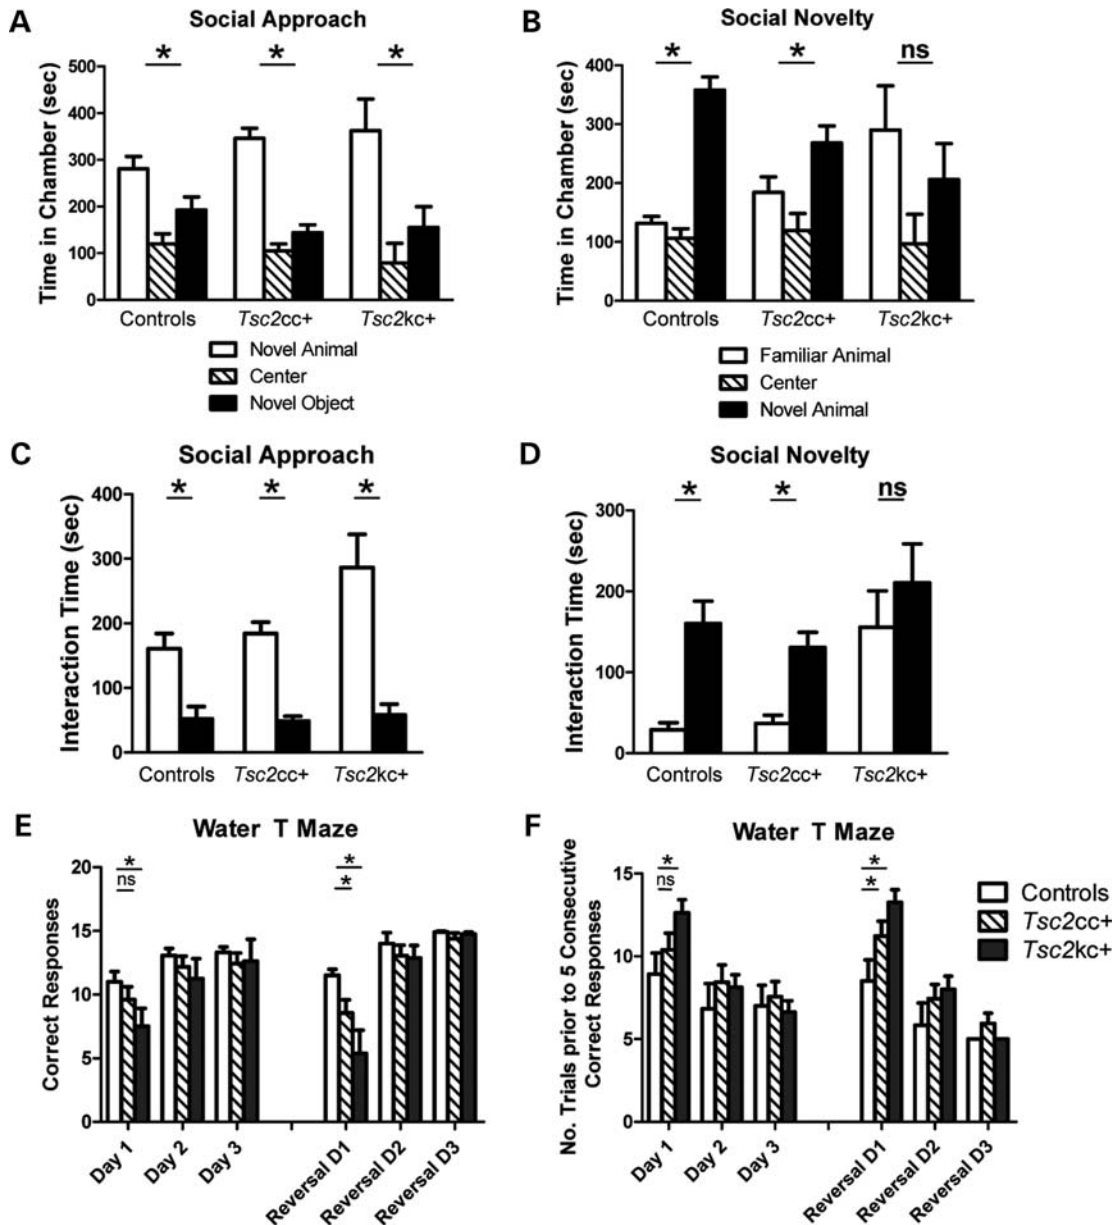 A
Social Approach
* * *
Time in Chamber (sec)
500
400
300
200
100
0
Controls Tsc2cc+ Tsc2kc+
Novel Animal
Center
Novel Object
B
Social Novelty
* * ns
Time in Chamber (sec)
400
300
200
100
0
Controls Tsc2cc+ Tsc2kc+
Familiar Animal
Center
Novel Animal
C
Social Approach
* * *
Interaction Time (sec)
400
300
200
100
0
Controls Tsc2cc+ Tsc2kc+
D
Social Novelty
* * ns
Interaction Time (sec)
300
200
100
0
Controls Tsc2cc+ Tsc2kc+
E
Water T Maze
* *
ns *
Correct Responses
20
15
10
5
0
Day 1 Day 2 Day 3 Reversal D1 Reversal D2 Reversal D3
F
Water T Maze
* *
ns *
No. Trials prior to 5 Consecutive
Correct Responses
15
10
5
0
Day 1 Day 2 Day 3 Reversal D1 Reversal D2 Reversal D3
Controls
Tsc2cc+
Tsc2kc+